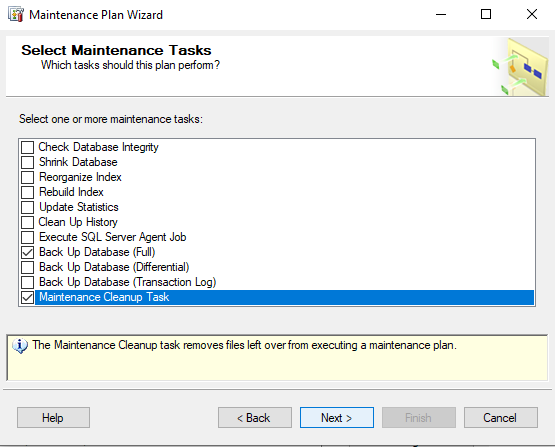 Maintenance Plan Wizard
Select Maintenance Tasks
Which tasks should this plan perform?
Select one or more maintenance tasks:
Check Database Integrity
Shrink Database
Reorganize Index
Rebuild Index
Update Statistics
Clean Up History
Execute SQL Server Agent Job
Back Up Database (Full)
Back Up Database (Differential)
Back Up Database (Transaction Log)
Maintenance Cleanup Task
The Maintenance Cleanup task removes files left over from executing a maintenance plan.
Help
< Back
Next >
Finish
Cancel